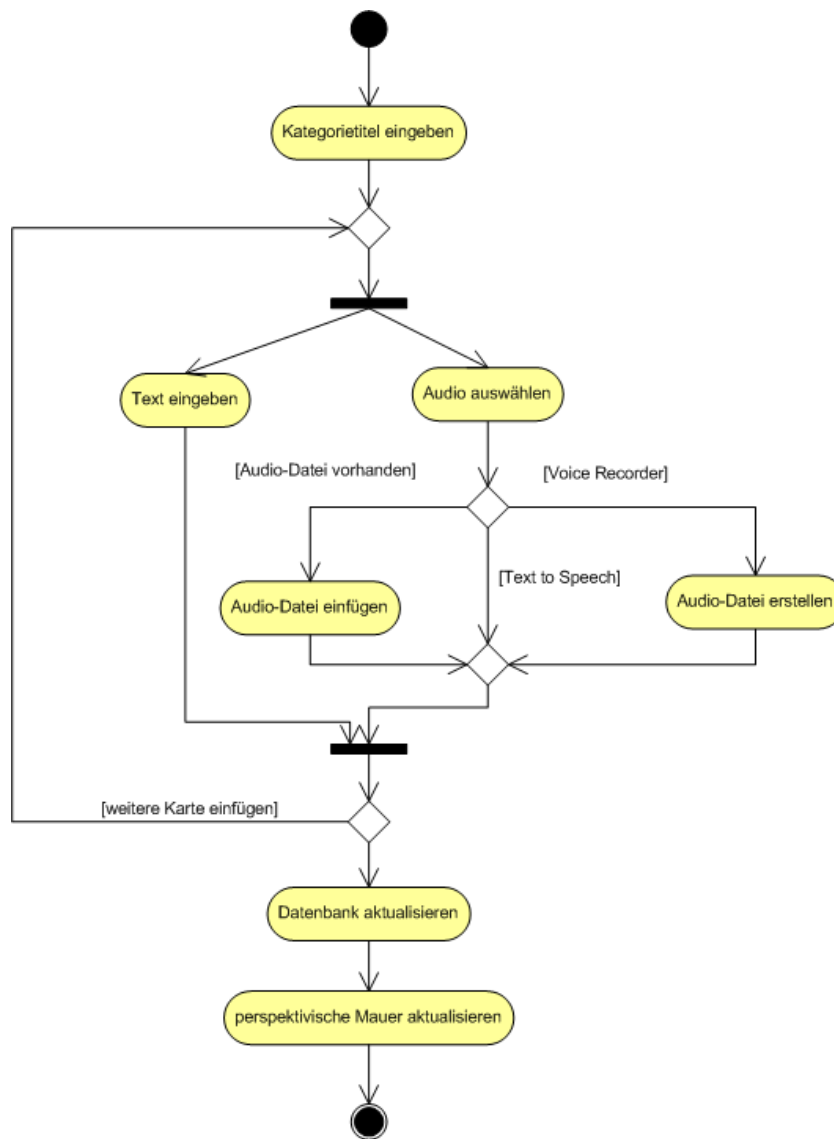 Kategorietitel eingeben
Text eingeben
Audio auswählen
[Audio-Datei vorhanden]
[Voice Recorder]
[Text to Speech]
Audio-Datei einfügen
Audio-Datei erstellen
[weitere Karte einfügen]
Datenbank aktualisieren
perspektivische Mauer aktualisieren